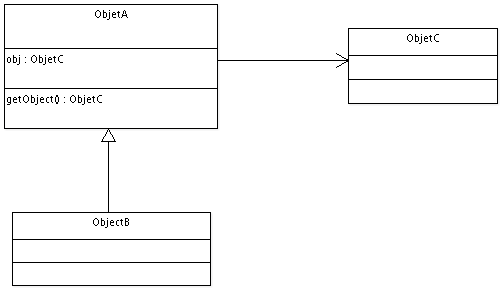 ObjetA
obj : ObjetC
getObject() : ObjetC
ObjetC
ObjectB